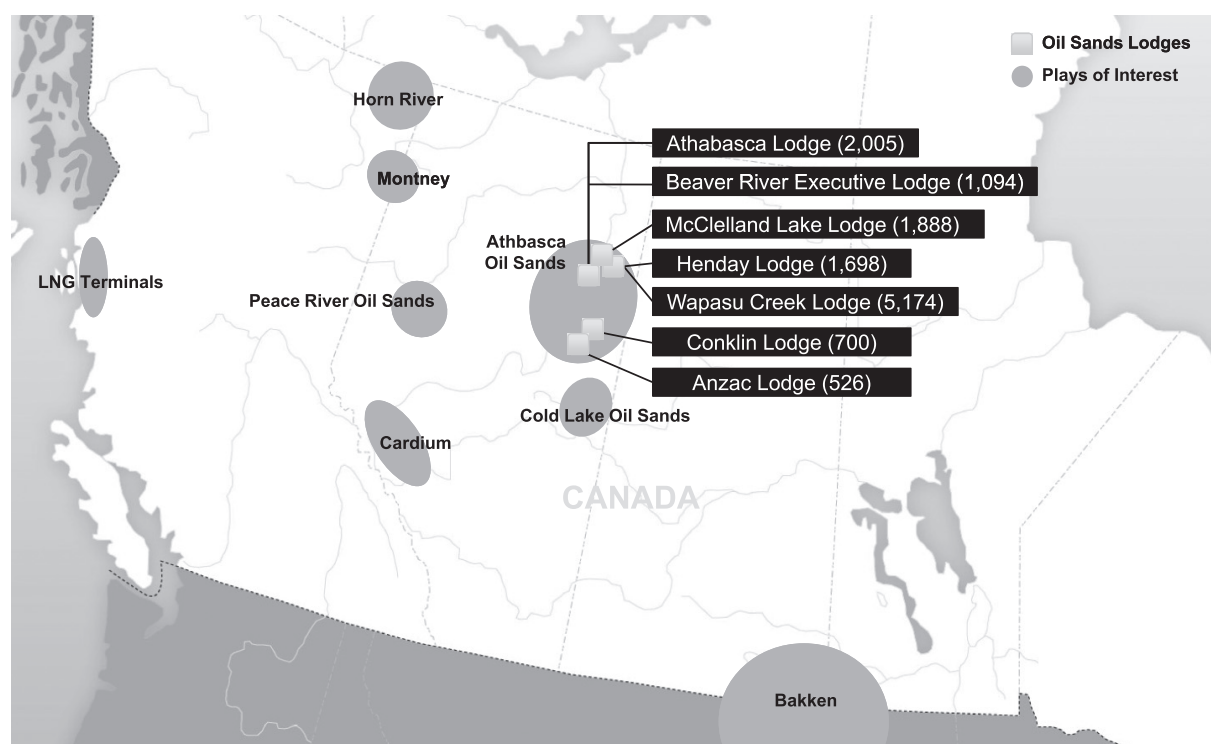 Oil Sands Lodges
Plays of Interest
Horn River
Athabasca Lodge (2,005)
Montney
Beaver River Executive Lodge (1,094)
McClelland Lake Lodge (1,888)
Athbasca
Oil Sands
Henday Lodge (1,698)
LNG Terminals
Peace River Oil Sands
Wapasu Creek Lodge (5,174)
Conklin Lodge (700)
Anzac Lodge (526)
Cold Lake Oil Sands
Cardium
CANADA
Bakken